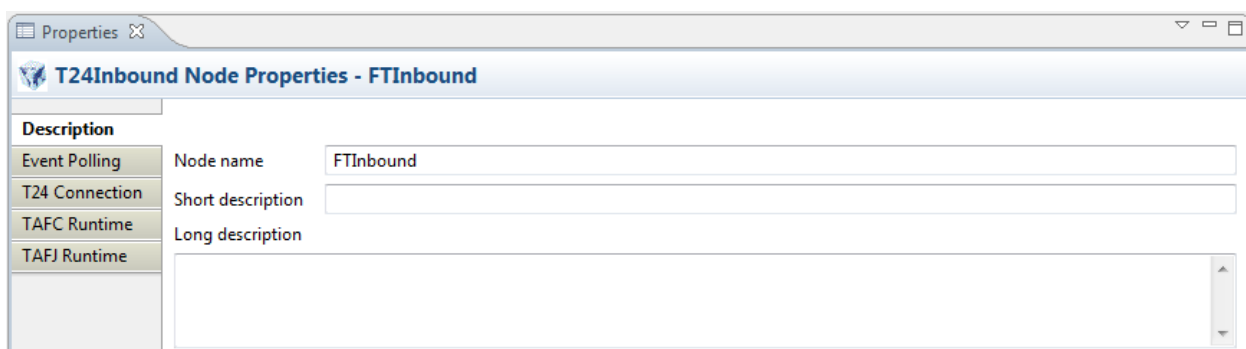 Properties
T24Inbound Node Properties - FTInbound
Description
Event Polling
Node name FTInbound
T24 Connection
Short description
TAFC Runtime
Long description
TAFJ Runtime